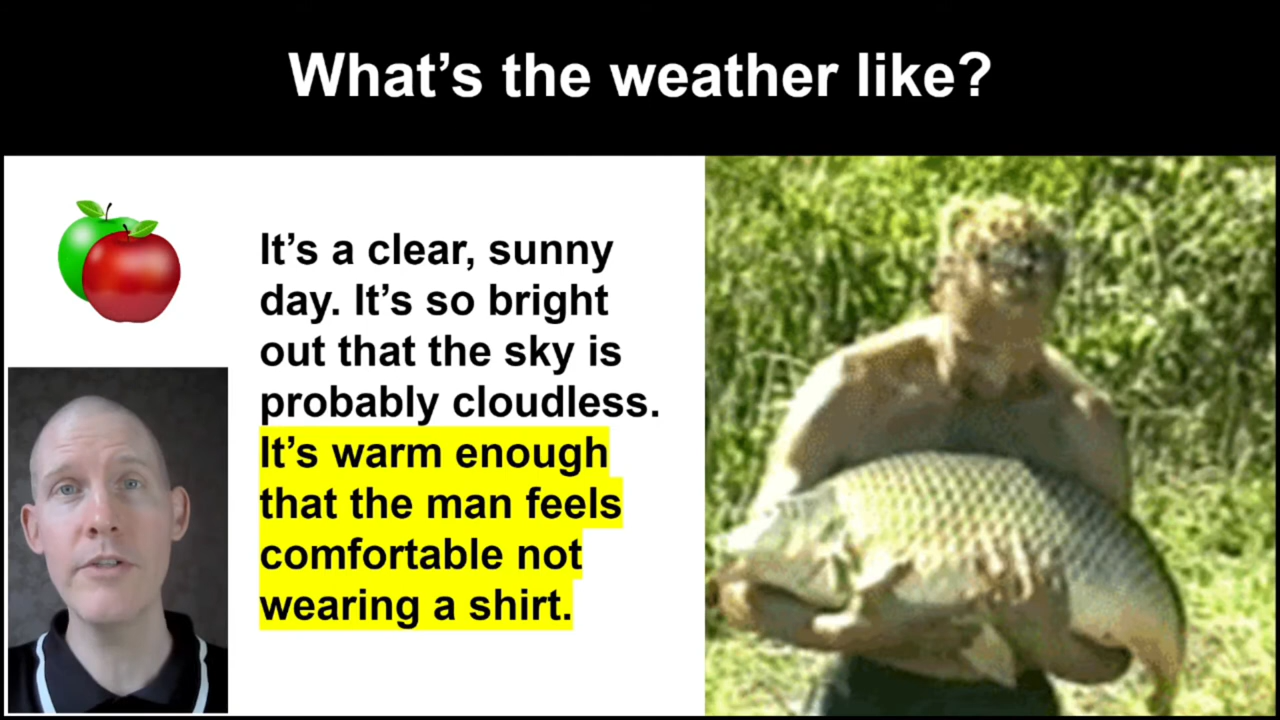 What's the weather like?
It's a clear, sunny
day. It's so bright
out that the sky is
probably cloudless.
It's warm enough
that the man feels
comfortable not
wearing a shirt.